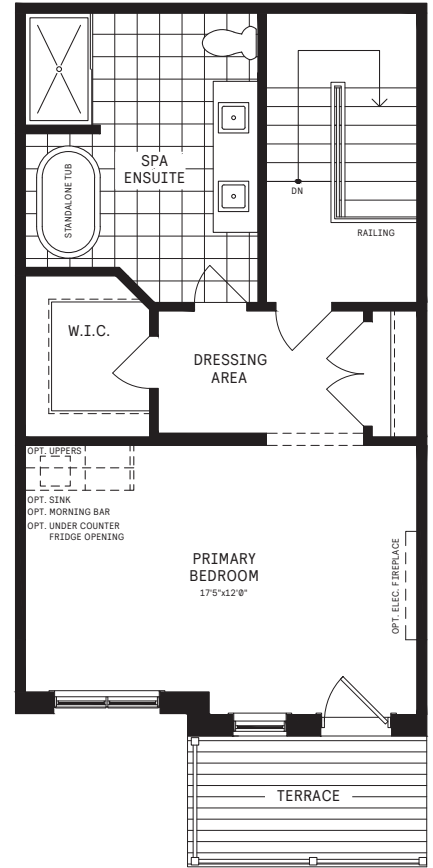 SPA
ENSUITE
STANDALONE TUB
DN
RAILING
W.I.C.
DRESSING
AREA
OPT. UPPERS
OPT. SINK
OPT. MORNING BAR
OPT. UNDER COUNTER
FRIDGE OPENING
PRIMARY
BEDROOM
17'5"x12'0"
OPT. ELEC. FIREPLACE
TERRACE